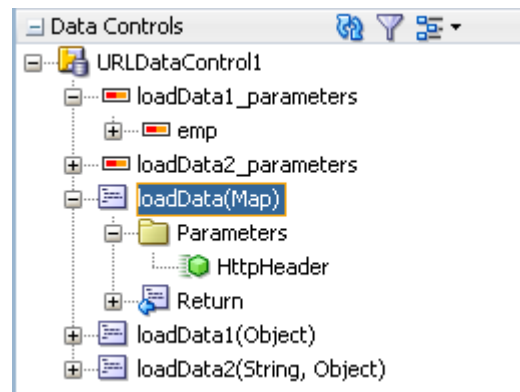 Data Controls
URLDataControl1
loadData1_parameters
emp
loadData2_parameters
loadData(Map)
Parameters
HttpHeader
Return
loadData1(Object)
loadData2(String, Object)